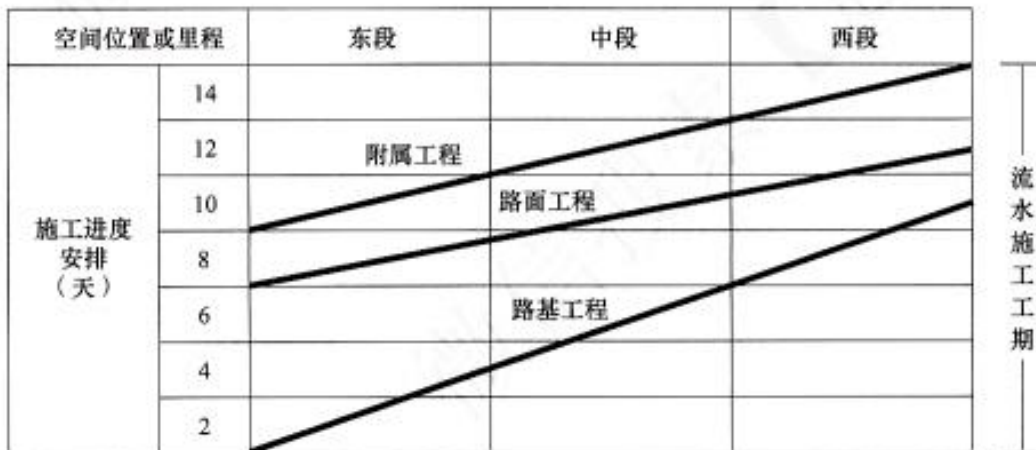 空间位置或里程 东段 中段 西段
14
12
附属工程
10
路面工程
施工进度
安排
（天）
8
6
路基工程
4
2
流水施工工期